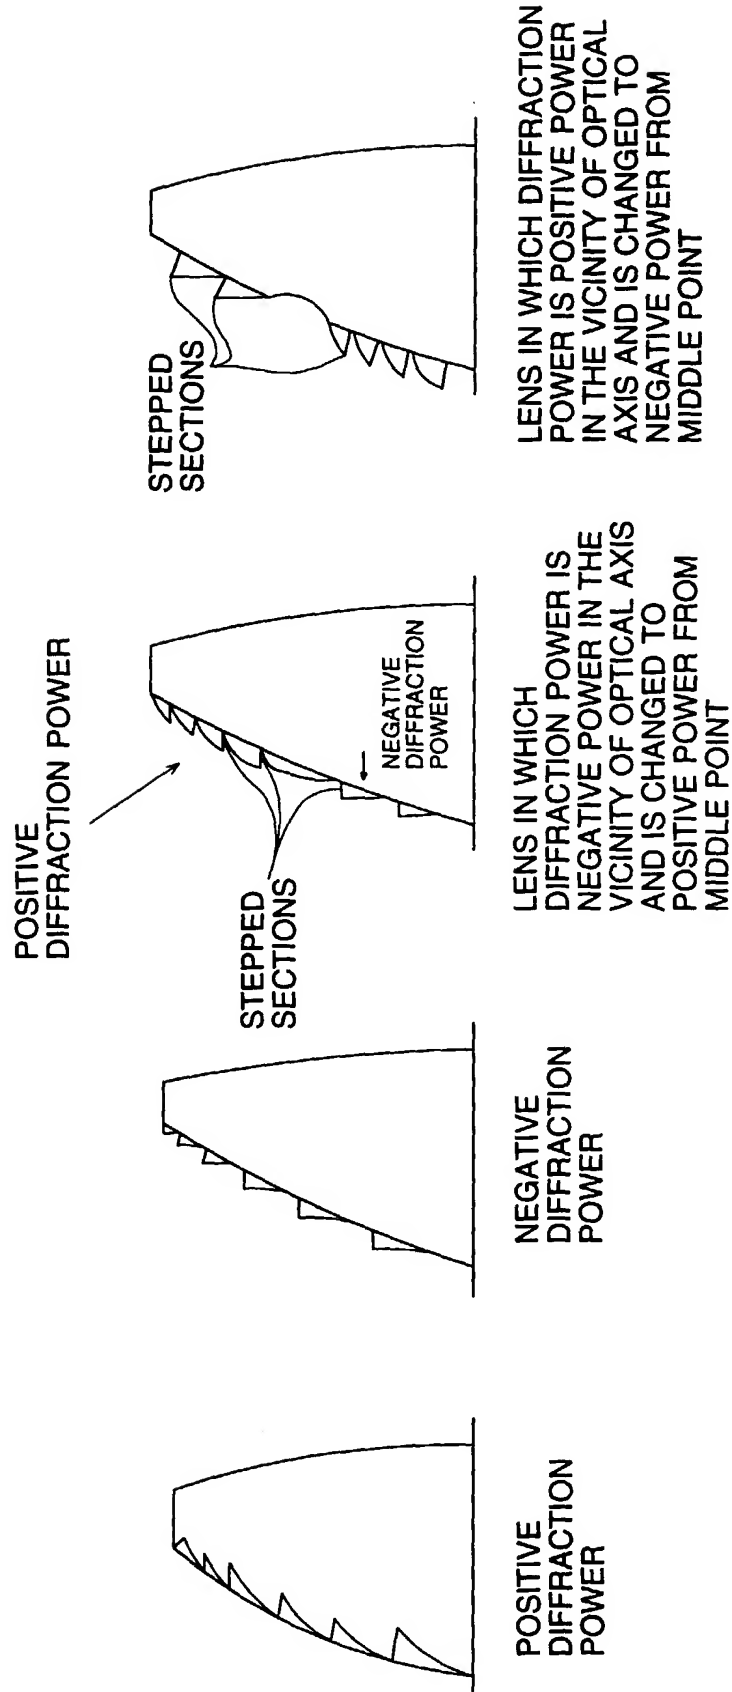 POSITIVE
DIFFRACTION
POWER
NEGATIVE
DIFFRACTION
POWER
POSITIVE
DIFFRACTION POWER
STEPPED
SECTIONS
NEGATIVE
DIFFRACTION
POWER
LENS IN WHICH
DIFFRACTION POWER IS
NEGATIVE POWER IN THE
VICINITY OF OPTICAL AXIS
AND IS CHANGED TO
POSITIVE POWER FROM
MIDDLE POINT
STEPPED
SECTIONS
LENS IN WHICH DIFFRACTION
POWER IS POSITIVE POWER
IN THE VICINITY OF OPTICAL
AXIS AND IS CHANGED TO
NEGATIVE POWER FROM
MIDDLE POINT